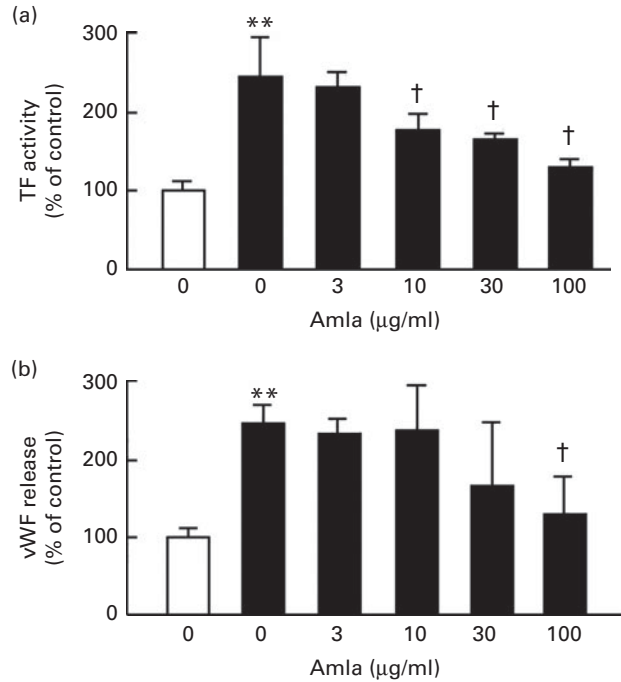 (a)
TF activity
(% of control)
300
200
100
0
**
†
†
†
0 0 3 10 30 100
Amla (μg/ml)
(b)
vWF release
(% of control)
300
200
100
0
**
†
0 0 3 10 30 100
Amla (μg/ml)